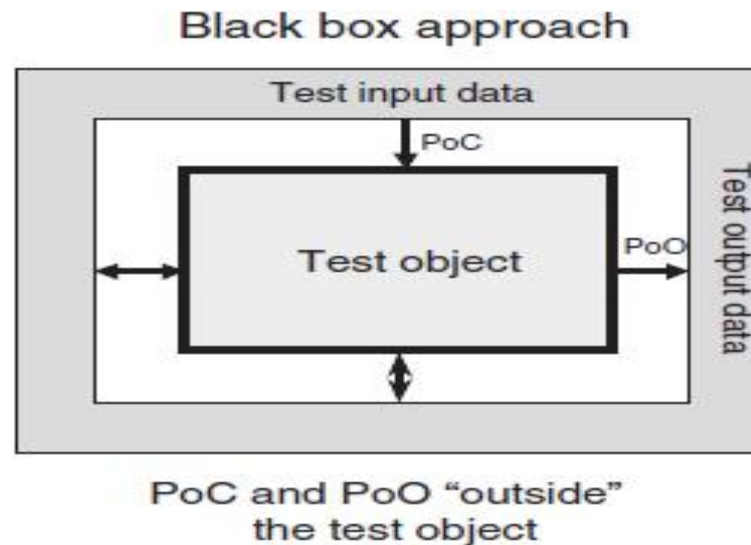 Black box approach
Test input data
PoC
Test object
PoO
Test output data
PoC and PoO “outside”
the test object